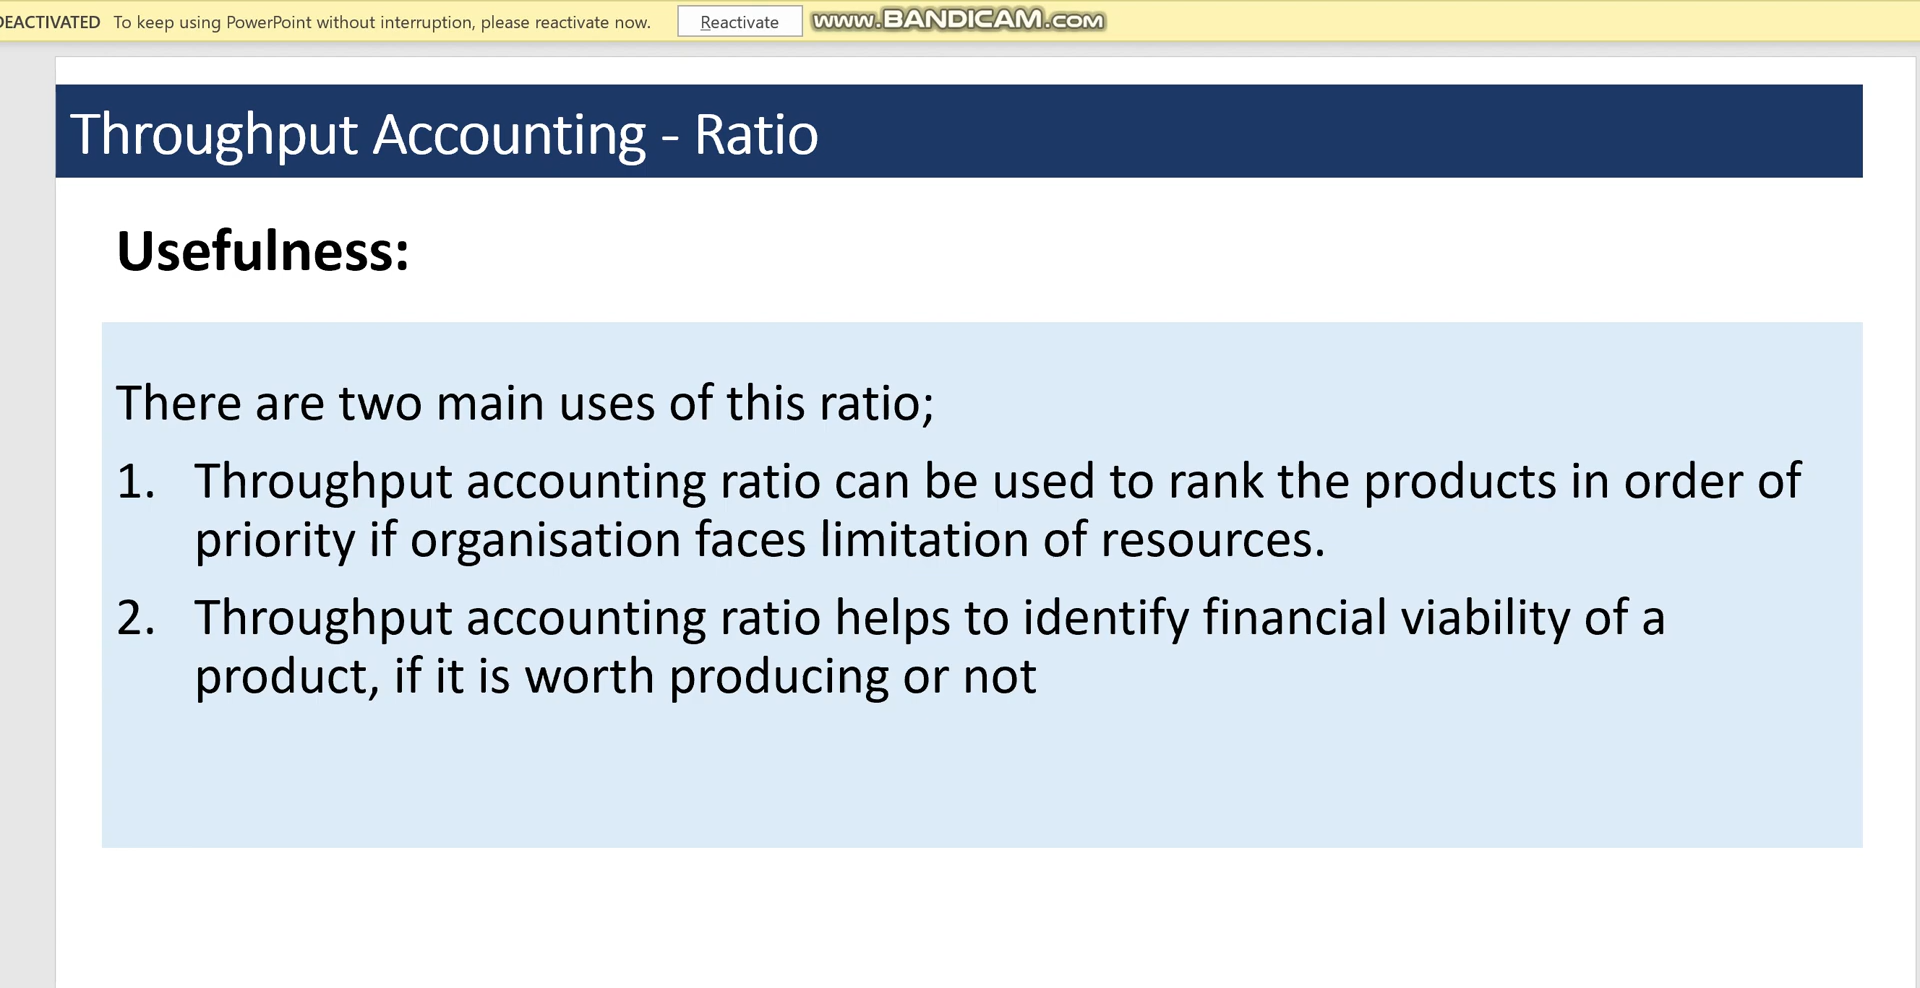 DEACTIVATED To keep using PowerPoint without interruption, please reactivate now. Reactivate www.BANDICAM.com
Throughput Accounting - Ratio
Usefulness:
There are two main uses of this ratio;
1. Throughput accounting ratio can be used to rank the products in order of
priority if organisation faces limitation of resources.
2. Throughput accounting ratio helps to identify financial viability of a
product, if it is worth producing or not